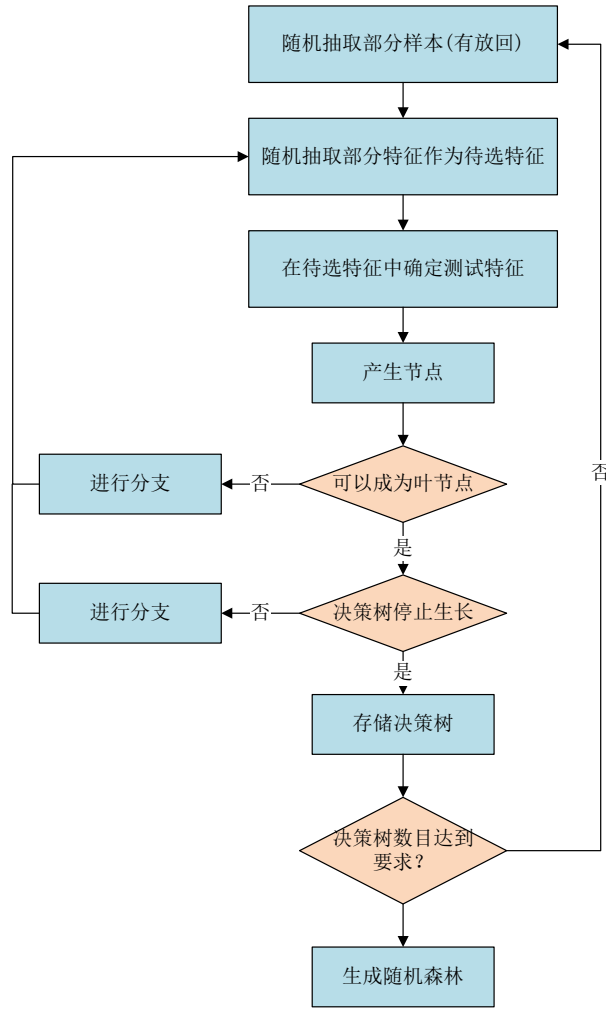 随机抽取部分样本(有放回)
随机抽取部分特征作为待选特征
在待选特征中确定测试特征
产生节点
可以成为叶节点
否
进行分支
是
决策树停止生长
否
进行分支
是
存储决策树
决策树数目达到
要求？
否
生成随机森林